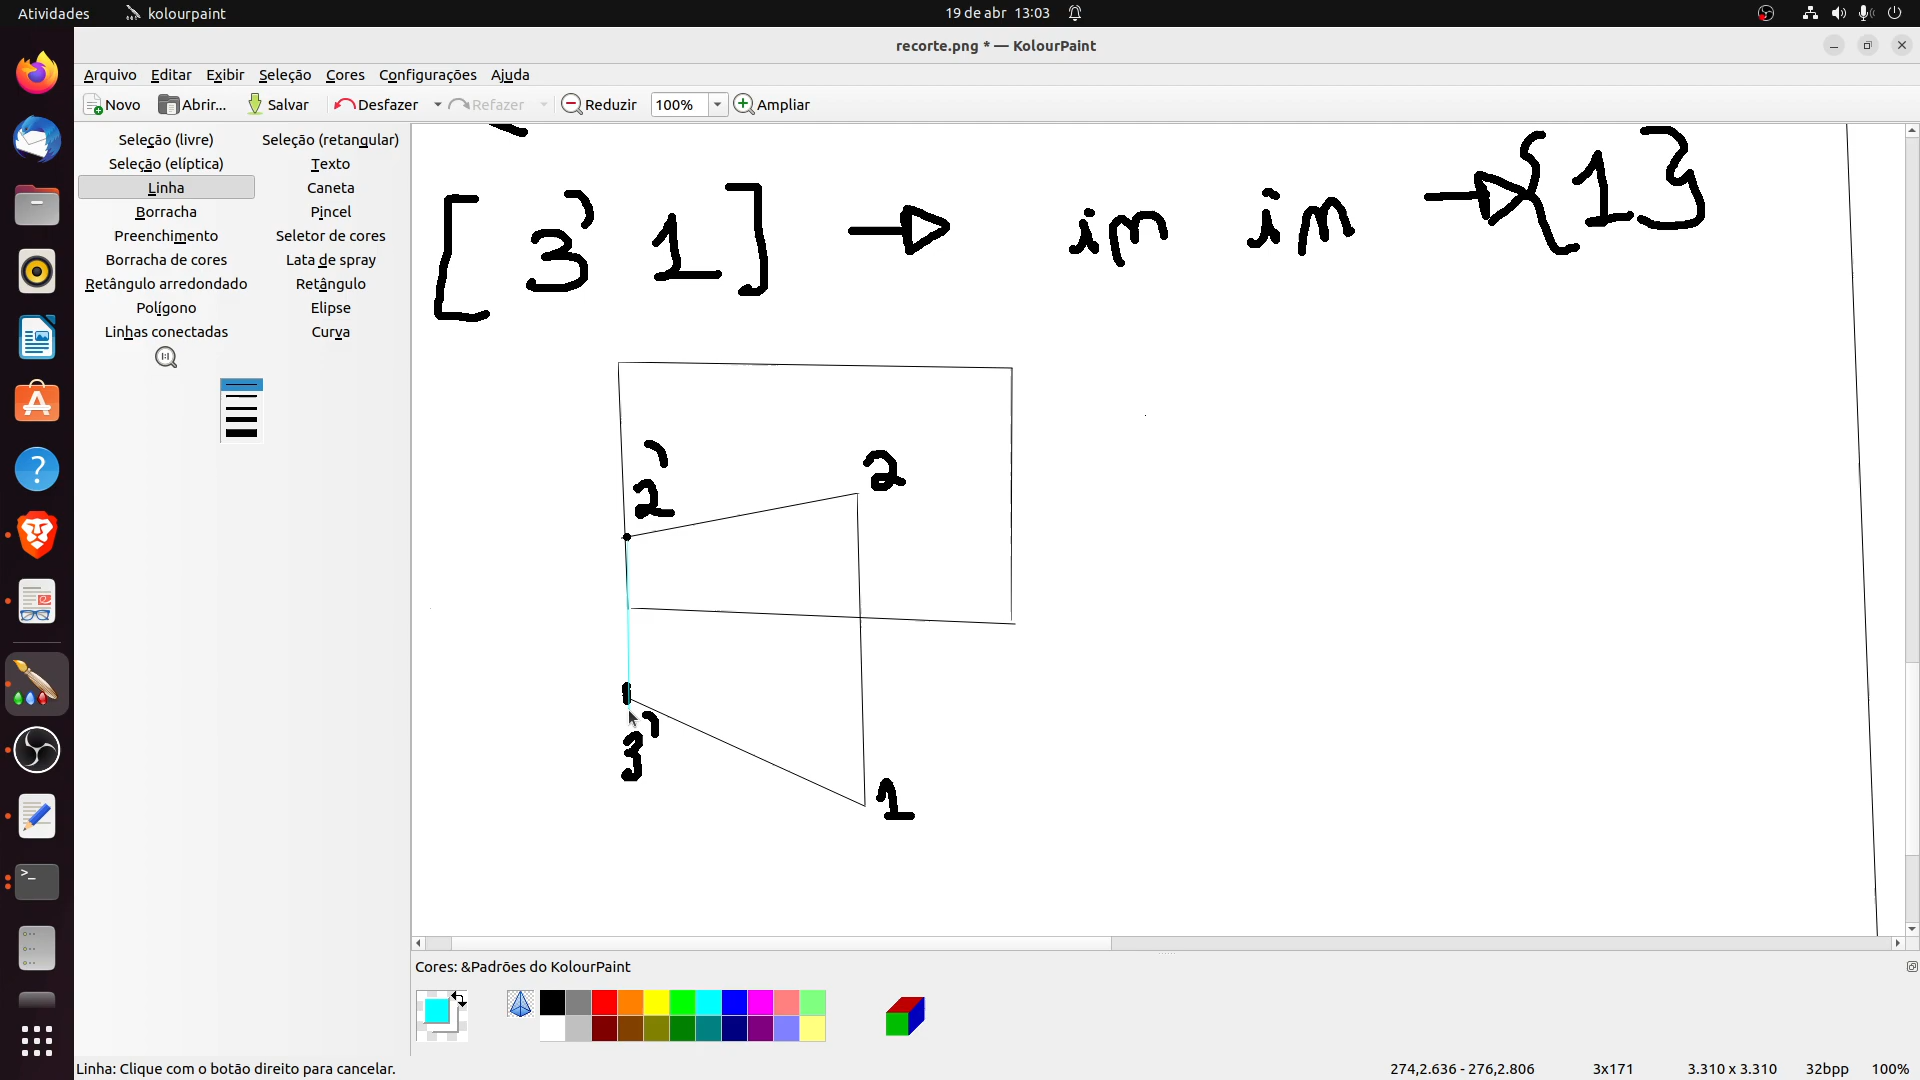 Atividades kolourpaint 19 de abr 13:03
recorte.png * — KolourPaint
Arquivo Editar Exibir Seleção Cores Configurações Ajuda
Novo Abrir... Salvar Desfazer Refazer Reduzir 100% Ampliar
Seleção (livre) Seleção (retangular)
Seleção (elíptica) Texto
Linha Caneta
Borracha Pincel
Preenchimento Seletor de cores
Borracha de cores Lata de spray
Retângulo arredondado Retângulo
Polígono Elipse
Linhas conectadas Curva
[ 3' 1 ] in in {1}
2' 2
3' 1
Cores: &Padrões do KolourPaint
Linha: Clique com o botão direito para cancelar. 274,2.636 - 276,2.806 3x171 3.310 x 3.310 32bpp 100%